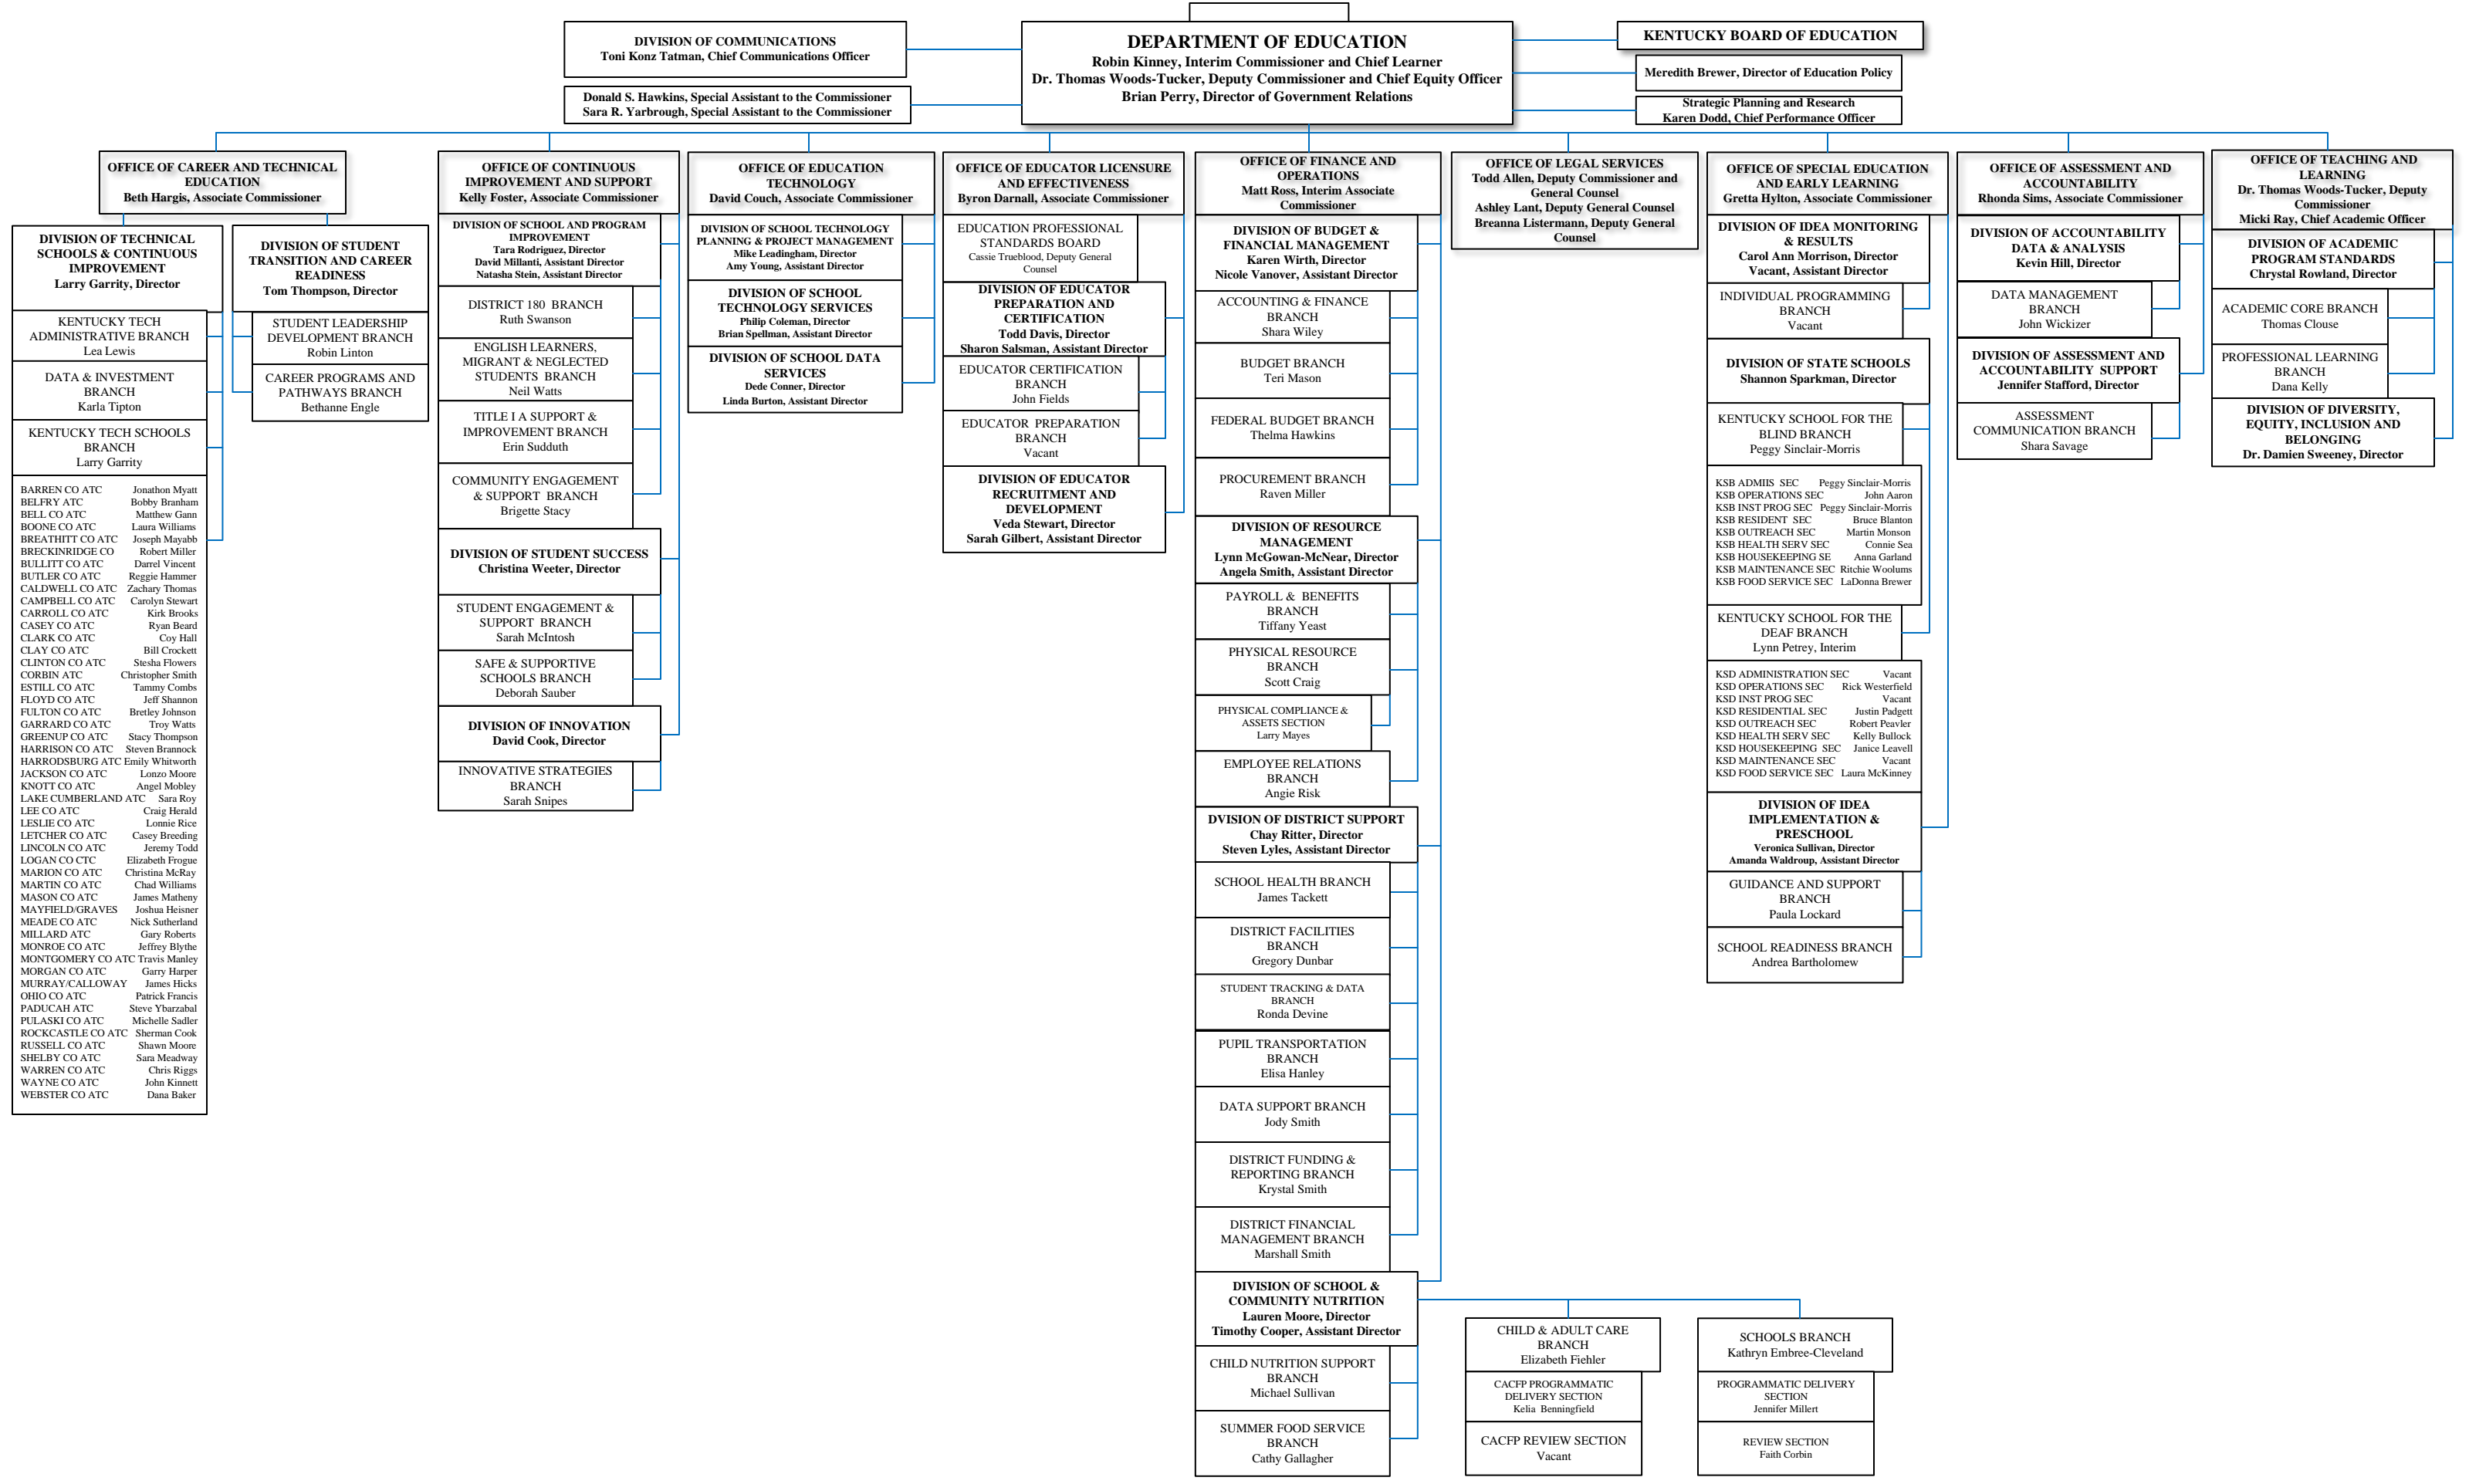 DEPARTMENT OF EDUCATION
Robin Kinney, Interim Commissioner and Chief Learner
Dr. Thomas Woods-Tucker, Deputy Commissioner and Chief Equity Officer
Brian Perry, Director of Government Relations
DIVISION OF COMMUNICATIONS
Toni Konz Tatman, Chief Communications Officer
Donald S. Hawkins, Special Assistant to the Commissioner
Sara R. Yarbrough, Special Assistant to the Commissioner
KENTUCKY BOARD OF EDUCATION
Meredith Brewer, Director of Education Policy
Strategic Planning and Research
Karen Dodd, Chief Performance Officer
OFFICE OF CAREER AND TECHNICAL
EDUCATION
Beth Hargis, Associate Commissioner
DIVISION OF TECHNICAL
SCHOOLS & CONTINUOUS
IMPROVEMENT
Larry Garrity, Director
KENTUCKY TECH
ADMINISTRATIVE BRANCH
Lea Lewis
DATA & INVESTMENT
BRANCH
Karla Tipton
KENTUCKY TECH SCHOOLS
BRANCH
Larry Garrity
BARREN CO ATC Jonathon Myatt
BELFRY ATC Bobby Branham
BELL CO ATC Matthew Gann
BOONE CO ATC Laura Williams
BREATHITT CO ATC Joseph Mayabb
BRECKINRIDGE CO Robert Miller
BULLITT CO ATC Darrel Vincent
BUTLER CO ATC Reggie Hammer
CALDWELL CO ATC Zachary Thomas
CAMPBELL CO ATC Carolyn Stewart
CARROLL CO ATC Kirk Brooks
CASEY CO ATC Ryan Beard
CLARK CO ATC Coy Hall
CLAY CO ATC Bill Crockett
CLINTON CO ATC Stesha Flowers
CORBIN ATC Christopher Smith
ESTILL CO ATC Tammy Combs
FLOYD CO ATC Jeff Shannon
FULTON CO ATC Bretley Johnson
GARRARD CO ATC Troy Watts
GREENUP CO ATC Stacy Thompson
HARRISON CO ATC Steven Brannock
HARRODSBURG ATC Emily Whitworth
JACKSON CO ATC Lonzo Moore
KNOTT CO ATC Angel Mobley
LAKE CUMBERLAND ATC Sara Roy
LEE CO ATC Craig Herald
LESLIE CO ATC Lonnie Rice
LETCHER CO ATC Casey Breeding
LINCOLN CO ATC Jeremy Todd
LOGAN CO CTC Elizabeth Frogue
MARION CO ATC Christina McRay
MARTIN CO ATC Chad Williams
MASON CO ATC James Matheny
MAYFIELD/GRAVES Joshua Heisner
MEADE CO ATC Nick Sutherland
MILLARD ATC Gary Roberts
MONROE CO ATC Jeffrey Blythe
MONTGOMERY CO ATC Travis Manley
MORGAN CO ATC Garry Harper
MURRAY/CALLOWAY James Hicks
OHIO CO ATC Patrick Francis
PADUCAH ATC Steve Ybarzabal
PULASKI CO ATC Michelle Sadler
ROCKCASTLE CO ATC Sherman Cook
RUSSELL CO ATC Shawn Moore
SHELBY CO ATC Sara Meadway
WARREN CO ATC Chris Riggs
WAYNE CO ATC John Kinnett
WEBSTER CO ATC Dana Baker
DIVISION OF STUDENT
TRANSITION AND CAREER
READINESS
Tom Thompson, Director
STUDENT LEADERSHIP
DEVELOPMENT BRANCH
Robin Linton
CAREER PROGRAMS AND
PATHWAYS BRANCH
Bethanne Engle
OFFICE OF CONTINUOUS
IMPROVEMENT AND SUPPORT
Kelly Foster, Associate Commissioner
DIVISION OF SCHOOL AND PROGRAM
IMPROVEMENT
Tara Rodriguez, Director
David Millanti, Assistant Director
Natasha Stein, Assistant Director
DISTRICT 180 BRANCH
Ruth Swanson
ENGLISH LEARNERS,
MIGRANT & NEGLECTED
STUDENTS BRANCH
Neil Watts
TITLE I A SUPPORT &
IMPROVEMENT BRANCH
Erin Sudduth
COMMUNITY ENGAGEMENT
& SUPPORT BRANCH
Brigette Stacy
DIVISION OF STUDENT SUCCESS
Christina Weeter, Director
STUDENT ENGAGEMENT &
SUPPORT BRANCH
Sarah McIntosh
SAFE & SUPPORTIVE
SCHOOLS BRANCH
Deborah Sauber
DIVISION OF INNOVATION
David Cook, Director
INNOVATIVE STRATEGIES
BRANCH
Sarah Snipes
OFFICE OF EDUCATION
TECHNOLOGY
David Couch, Associate Commissioner
DIVISION OF SCHOOL TECHNOLOGY
PLANNING & PROJECT MANAGEMENT
Mike Leadingham, Director
Amy Young, Assistant Director
DIVISION OF SCHOOL
TECHNOLOGY SERVICES
Philip Coleman, Director
Brian Spellman, Assistant Director
DIVISION OF SCHOOL DATA
SERVICES
Dede Conner, Director
Linda Burton, Assistant Director
OFFICE OF EDUCATOR LICENSURE
AND EFFECTIVENESS
Byron Darnall, Associate Commissioner
EDUCATION PROFESSIONAL
STANDARDS BOARD
Cassie Trueblood, Deputy General
Counsel
DIVISION OF EDUCATOR
PREPARATION AND
CERTIFICATION
Todd Davis, Director
Sharon Salsman, Assistant Director
EDUCATOR CERTIFICATION
BRANCH
John Fields
EDUCATOR PREPARATION
BRANCH
Vacant
DIVISION OF EDUCATOR
RECRUITMENT AND
DEVELOPMENT
Veda Stewart, Director
Sarah Gilbert, Assistant Director
OFFICE OF FINANCE AND
OPERATIONS
Matt Ross, Interim Associate
Commissioner
DIVISION OF BUDGET &
FINANCIAL MANAGEMENT
Karen Wirth, Director
Nicole Vanover, Assistant Director
ACCOUNTING & FINANCE
BRANCH
Shara Wiley
BUDGET BRANCH
Teri Mason
FEDERAL BUDGET BRANCH
Thelma Hawkins
PROCUREMENT BRANCH
Raven Miller
DIVISION OF RESOURCE
MANAGEMENT
Lynn McGowan-McNear, Director
Angela Smith, Assistant Director
PAYROLL & BENEFITS
BRANCH
Tiffany Yeast
PHYSICAL RESOURCE
BRANCH
Scott Craig
PHYSICAL COMPLIANCE &
ASSETS SECTION
Larry Mayes
EMPLOYEE RELATIONS
BRANCH
Angie Risk
DVISION OF DISTRICT SUPPORT
Chay Ritter, Director
Steven Lyles, Assistant Director
SCHOOL HEALTH BRANCH
James Tackett
DISTRICT FACILITIES
BRANCH
Gregory Dunbar
STUDENT TRACKING & DATA
BRANCH
Ronda Devine
PUPIL TRANSPORTATION
BRANCH
Elisa Hanley
DATA SUPPORT BRANCH
Jody Smith
DISTRICT FUNDING &
REPORTING BRANCH
Krystal Smith
DISTRICT FINANCIAL
MANAGEMENT BRANCH
Marshall Smith
DIVISION OF SCHOOL &
COMMUNITY NUTRITION
Lauren Moore, Director
Timothy Cooper, Assistant Director
CHILD NUTRITION SUPPORT
BRANCH
Michael Sullivan
SUMMER FOOD SERVICE
BRANCH
Cathy Gallagher
CHILD & ADULT CARE
BRANCH
Elizabeth Fiehler
CACFP PROGRAMMATIC
DELIVERY SECTION
Kelia Benningfield
CACFP REVIEW SECTION
Vacant
SCHOOLS BRANCH
Kathryn Embree-Cleveland
PROGRAMMATIC DELIVERY
SECTION
Jennifer Millert
REVIEW SECTION
Faith Corbin
OFFICE OF LEGAL SERVICES
Todd Allen, Deputy Commissioner and
General Counsel
Ashley Lant, Deputy General Counsel
Breanna Listermann, Deputy General
Counsel
OFFICE OF SPECIAL EDUCATION
AND EARLY LEARNING
Gretta Hylton, Associate Commissioner
DIVISION OF IDEA MONITORING
& RESULTS
Carol Ann Morrison, Director
Vacant, Assistant Director
INDIVIDUAL PROGRAMMING
BRANCH
Vacant
DIVISION OF STATE SCHOOLS
Shannon Sparkman, Director
KENTUCKY SCHOOL FOR THE
BLIND BRANCH
Peggy Sinclair-Morris
KSB ADMIIS SEC Peggy Sinclair-Morris
KSB OPERATIONS SEC John Aaron
KSB INST PROG SEC Peggy Sinclair-Morris
KSB RESIDENT SEC Bruce Blanton
KSB OUTREACH SEC Martin Monson
KSB HEALTH SERV SEC Connie Sea
KSB HOUSEKEEPING SE Anna Garland
KSB MAINTENANCE SEC Ritchie Woolums
KSB FOOD SERVICE SEC LaDonna Brewer
KENTUCKY SCHOOL FOR THE
DEAF BRANCH
Lynn Petrey, Interim
KSD ADMINISTRATION SEC Vacant
KSD OPERATIONS SEC Rick Westerfield
KSD INST PROG SEC Vacant
KSD RESIDENTIAL SEC Justin Padgett
KSD OUTREACH SEC Robert Peavler
KSD HEALTH SERV SEC Kelly Bullock
KSD HOUSEKEEPING SEC Janice Leavell
KSD MAINTENANCE SEC Vacant
KSD FOOD SERVICE SEC Laura McKinney
DIVISION OF IDEA
IMPLEMENTATION &
PRESCHOOL
Veronica Sullivan, Director
Amanda Waldroup, Assistant Director
GUIDANCE AND SUPPORT
BRANCH
Paula Lockard
SCHOOL READINESS BRANCH
Andrea Bartholomew
OFFICE OF ASSESSMENT AND
ACCOUNTABILITY
Rhonda Sims, Associate Commissioner
DIVISION OF ACCOUNTABILITY
DATA & ANALYSIS
Kevin Hill, Director
DATA MANAGEMENT
BRANCH
John Wickizer
DIVISION OF ASSESSMENT AND
ACCOUNTABILITY SUPPORT
Jennifer Stafford, Director
ASSESSMENT
COMMUNICATION BRANCH
Shara Savage
OFFICE OF TEACHING AND
LEARNING
Dr. Thomas Woods-Tucker, Deputy
Commissioner
Micki Ray, Chief Academic Officer
DIVISION OF ACADEMIC
PROGRAM STANDARDS
Chrystal Rowland, Director
ACADEMIC CORE BRANCH
Thomas Clouse
PROFESSIONAL LEARNING
BRANCH
Dana Kelly
DIVISION OF DIVERSITY,
EQUITY, INCLUSION AND
BELONGING
Dr. Damien Sweeney, Director